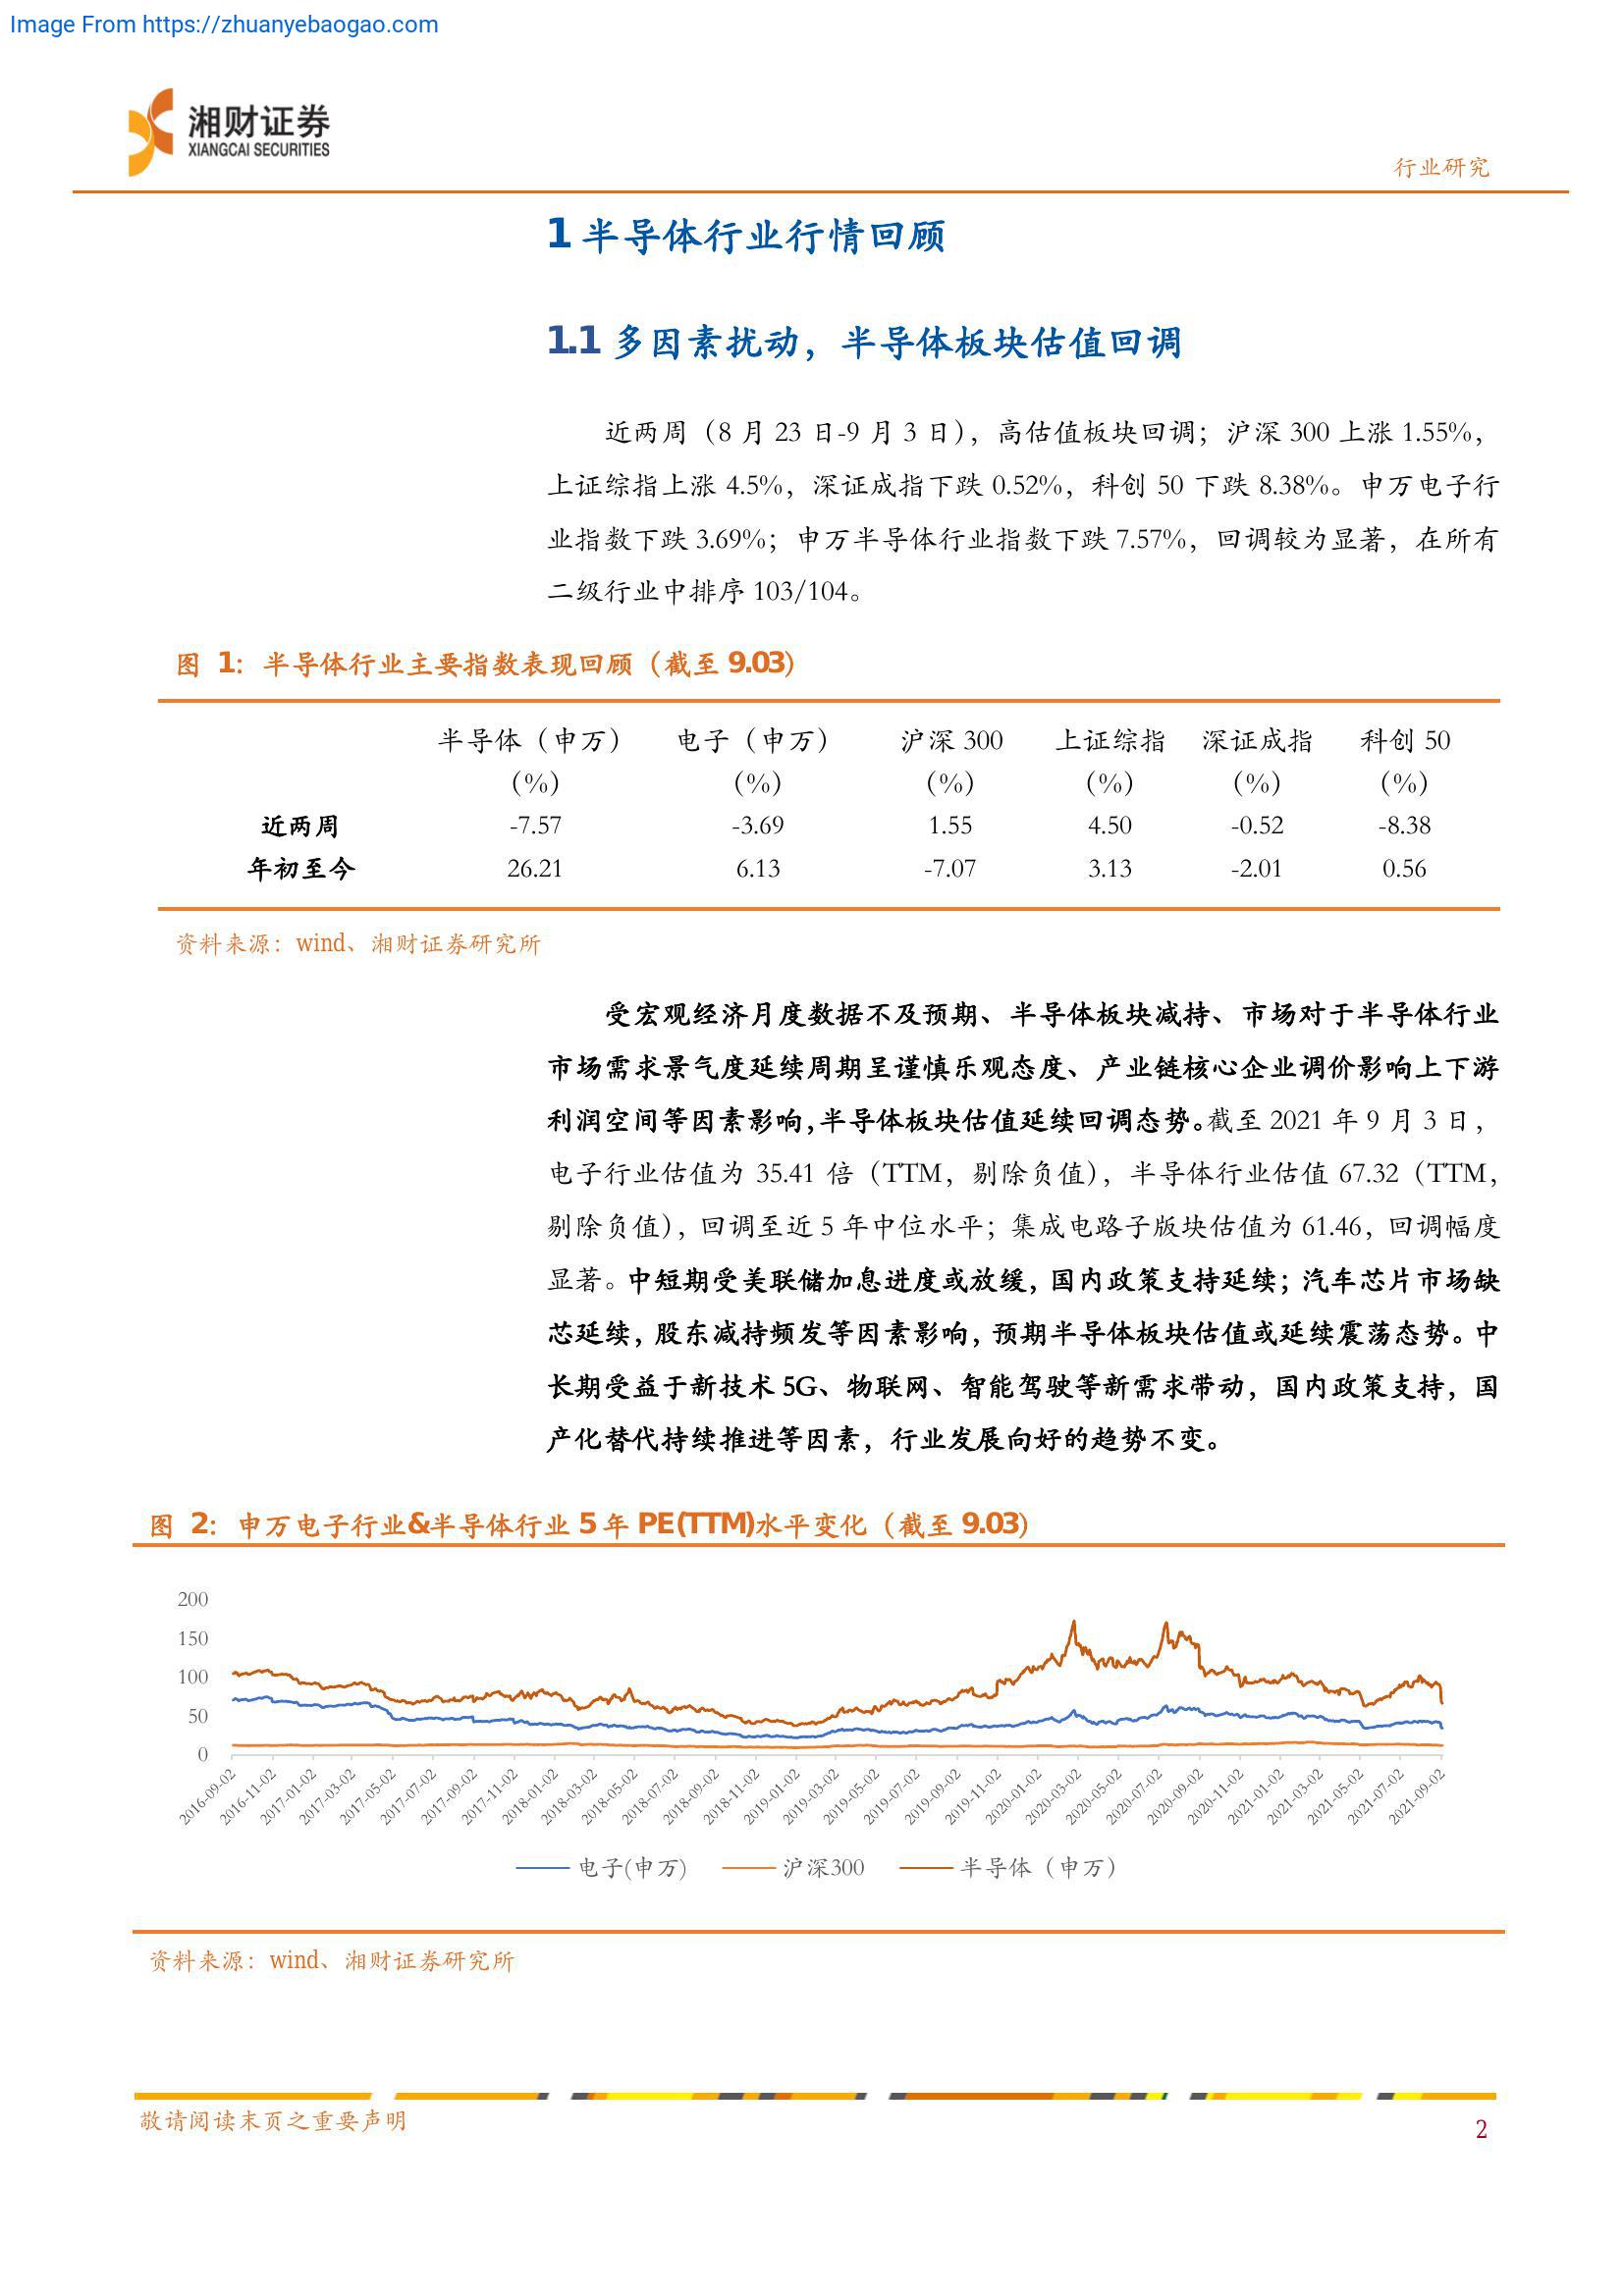 Image From https://zhuanyebaogao.com
湘财证券
XIANGCAI SECURITIES
行业研究
1 半导体行业行情回顾
1.1 多因素扰动，半导体板块估值回调
近两周（8 月 23 日-9 月 3 日），高估值板块回调；沪深 300 上涨 1.55%，
上证综指上涨 4.5%，深证成指下跌 0.52%，科创 50 下跌 8.38%。申万电子行
业指数下跌 3.69%；申万半导体行业指数下跌 7.57%，回调较为显著，在所有
二级行业中排序 103/104。
图 1：半导体行业主要指数表现回顾（截至 9.03）
半导体（申万） 电子（申万） 沪深 300 上证综指 深证成指 科创 50
（%） （%） （%） （%） （%） （%）
近两周 -7.57 -3.69 1.55 4.50 -0.52 -8.38
年初至今 26.21 6.13 -7.07 3.13 -2.01 0.56
资料来源：wind、湘财证券研究所
受宏观经济月度数据不及预期、半导体板块减持、市场对于半导体行业
市场需求景气度延续周期呈谨慎乐观态度、产业链核心企业调价影响上下游
利润空间等因素影响，半导体板块估值延续回调态势。截至 2021 年 9 月 3 日，
电子行业估值为 35.41 倍（TTM，剔除负值），半导体行业估值 67.32（TTM，
剔除负值），回调至近 5 年中位水平；集成电路子版块估值为 61.46，回调幅度
显著。中短期受美联储加息进度或放缓，国内政策支持延续；汽车芯片市场缺
芯延续，股东减持频发等因素影响，预期半导体板块估值或延续震荡态势。中
长期受益于新技术 5G、物联网、智能驾驶等新需求带动，国内政策支持，国
产化替代持续推进等因素，行业发展向好的趋势不变。
图 2：申万电子行业&半导体行业 5 年 PE(TTM)水平变化（截至 9.03）
200
150
100
50
0
2016-09-02 2016-11-02 2017-01-02 2017-03-02 2017-05-02 2017-07-02 2017-09-02 2017-11-02 2018-01-02 2018-03-02 2018-05-02 2018-07-02 2018-09-02 2018-11-02 2019-01-02 2019-03-02 2019-05-02 2019-07-02 2019-09-02 2019-11-02 2020-01-02 2020-03-02 2020-05-02 2020-07-02 2020-09-02 2020-11-02 2021-01-02 2021-03-02 2021-05-02 2021-07-02 2021-09-02
电子(申万) 沪深300 半导体（申万）
资料来源：wind、湘财证券研究所
敬请阅读末页之重要声明
2